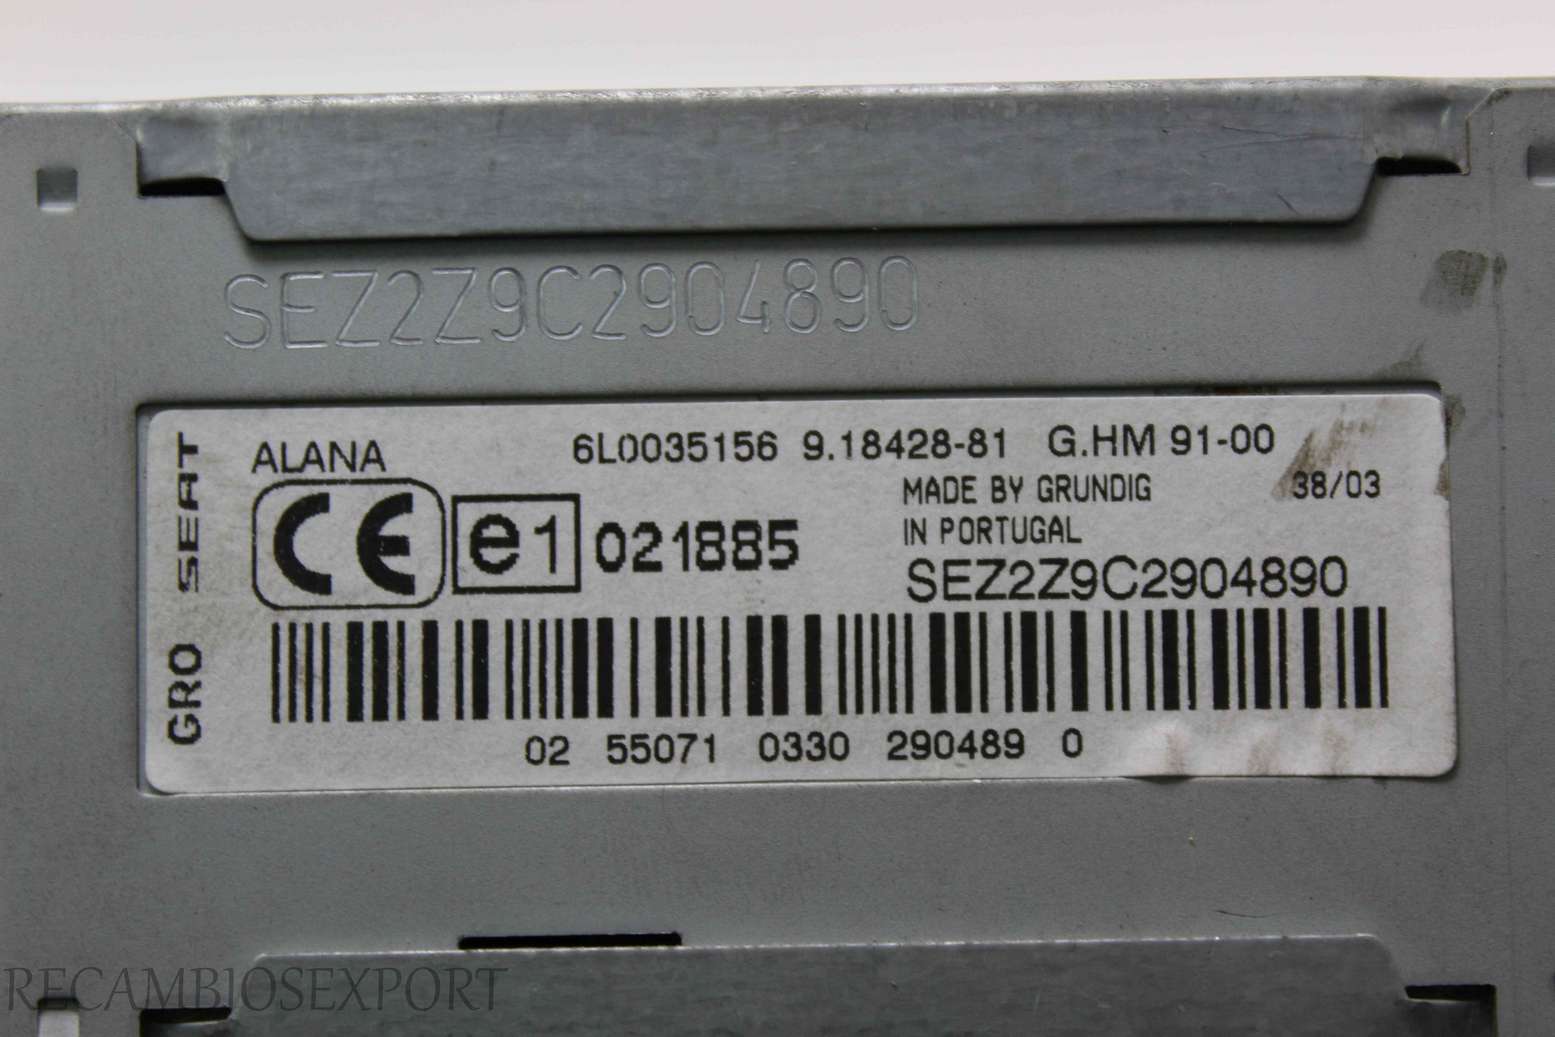 SEZ2Z9C2904890
GRO SEAT
ALANA 6L0035156 9.18428-81 G.HM 91-00
CE e1 021885
MADE BY GRUNDIG 38/03
IN PORTUGAL
SEZ2Z9C2904890
02 55071 0330 290489 0
RECAMBIOSEXPORT